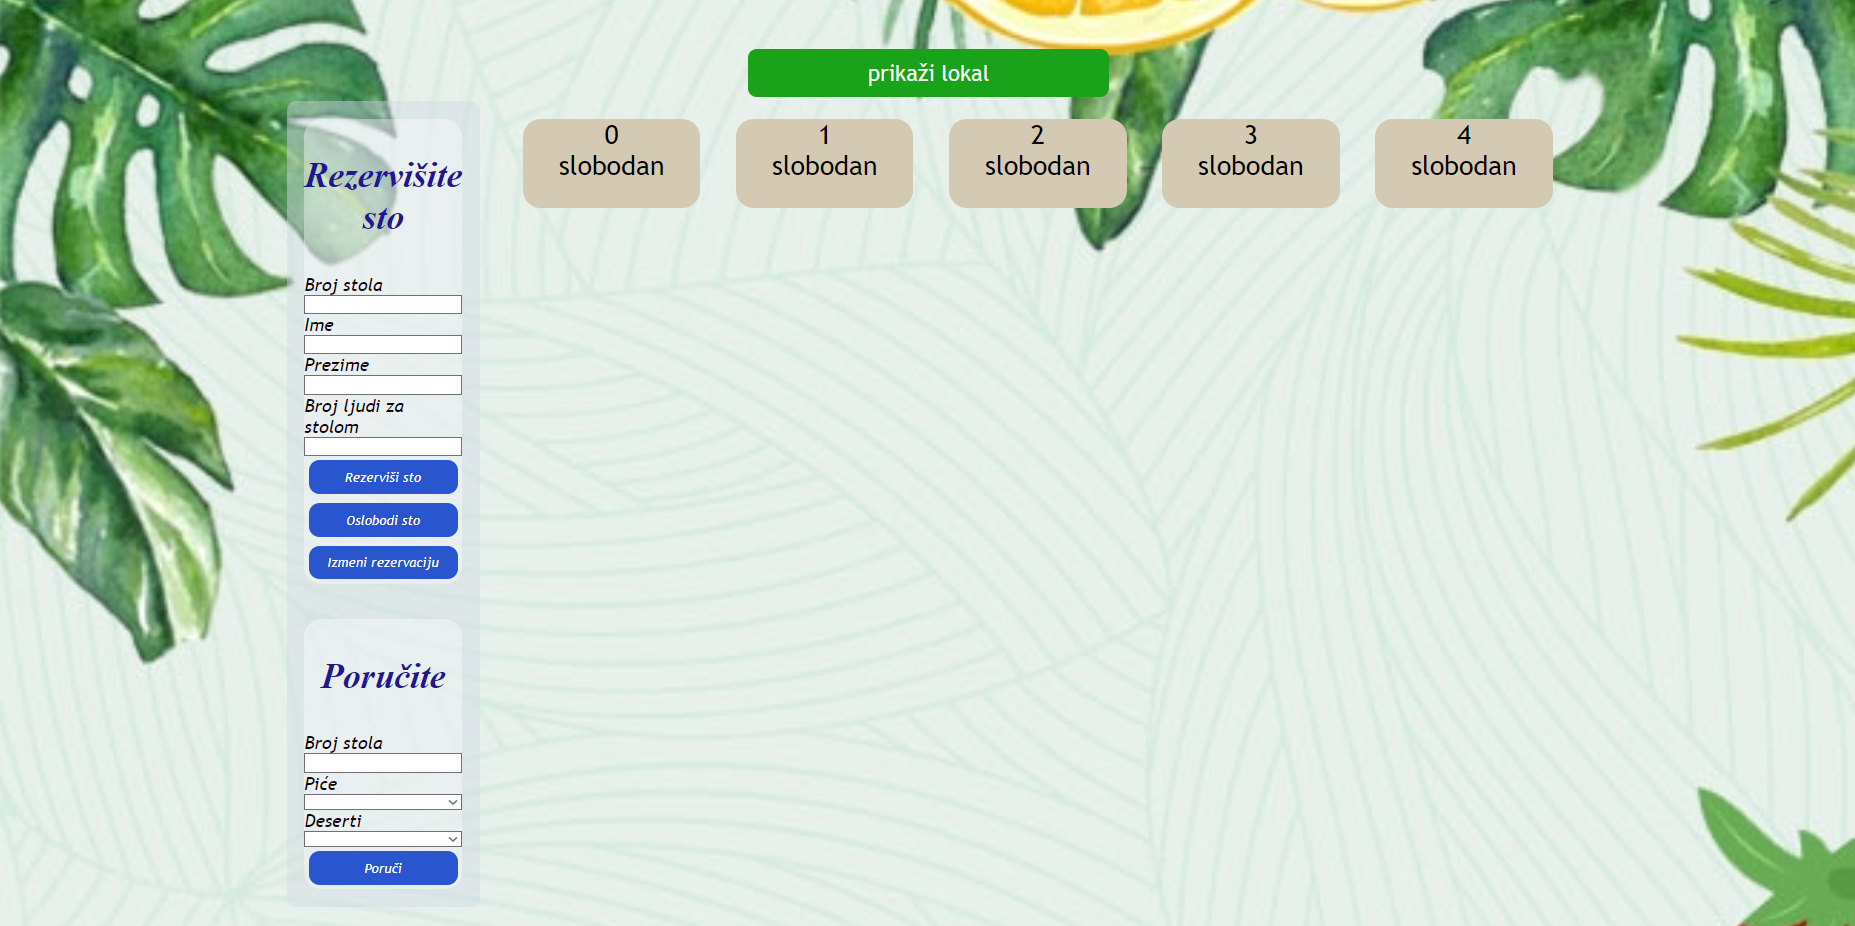 prikaži lokal
Rezervišite
sto
Broj stola
Ime
Prezime
Broj ljudi za
stolom
Rezerviši sto
Oslobodi sto
Izmeni rezervaciju
Poručite
Broj stola
Piće
Deserti
Poruči
0
slobodan
1
slobodan
2
slobodan
3
slobodan
4
slobodan